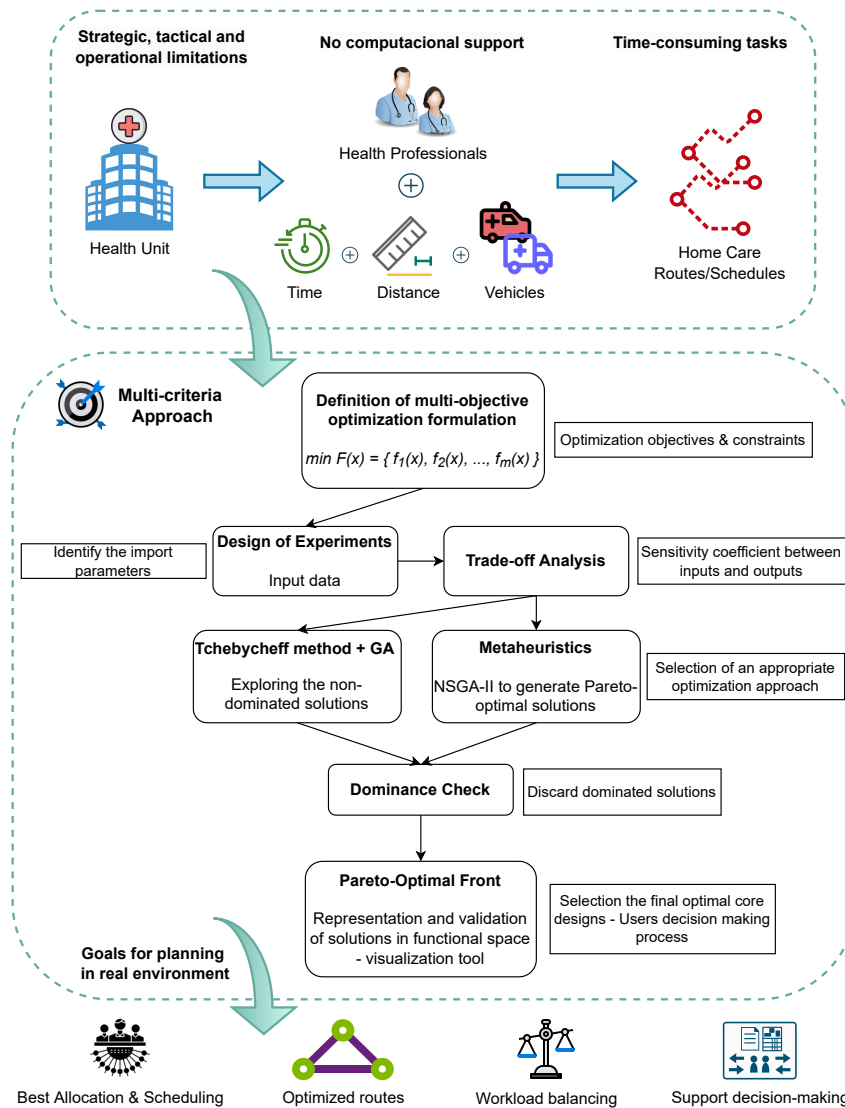 Strategic, tactical and
operational limitations
No computacional support
Time-consuming tasks
Health Professionals
Health Unit
Time
Distance
Vehicles
Home Care
Routes/Schedules
Multi-criteria
Approach
Definition of multi-objective
optimization formulation
min F(x) = { f1(x), f2(x), ..., fm(x) }
Optimization objectives & constraints
Identify the import
parameters
Design of Experiments
Input data
Trade-off Analysis
Sensitivity coefficient between
inputs and outputs
Tchebycheff method + GA
Exploring the non-
dominated solutions
Metaheuristics
NSGA-II to generate Pareto-
optimal solutions
Selection of an appropriate
optimization approach
Dominance Check
Discard dominated solutions
Pareto-Optimal Front
Representation and validation
of solutions in functional space
- visualization tool
Selection the final optimal core
designs - Users decision making
process
Goals for planning
in real environment
Best Allocation & Scheduling
Optimized routes
Workload balancing
Support decision-making